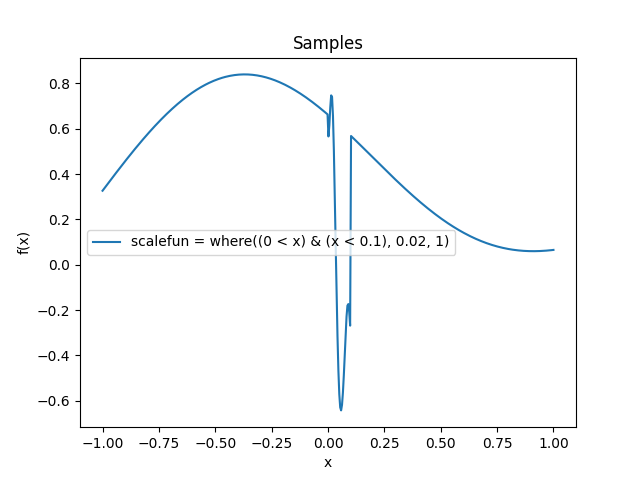 Samples
f(x)
0.8
0.6
0.4
0.2
0.0
−0.2
−0.4
−0.6
scalefun = where((0 < x) & (x < 0.1), 0.02, 1)
−1.00 −0.75 −0.50 −0.25 0.00 0.25 0.50 0.75 1.00
x